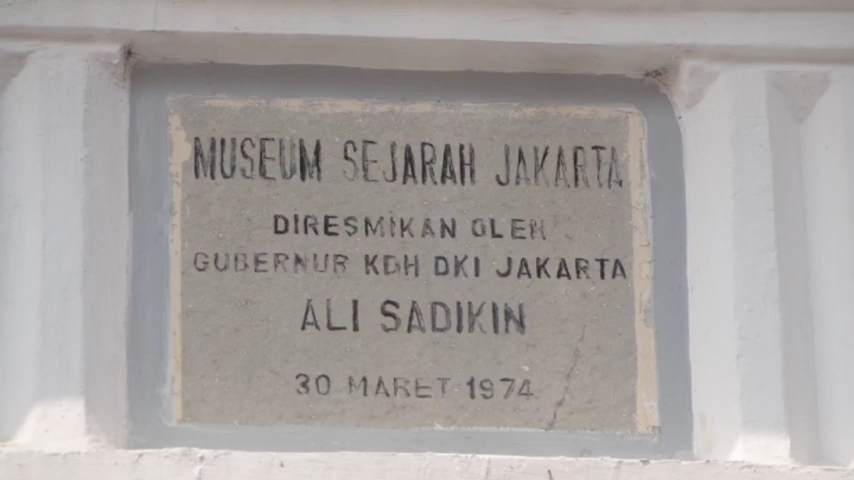 MUSEUM SEJARAH JAKARTA
DIRESMIKAN OLEH
GUBERNUR KDH DKI JAKARTA
ALI SADIKIN
30 MARET 1974